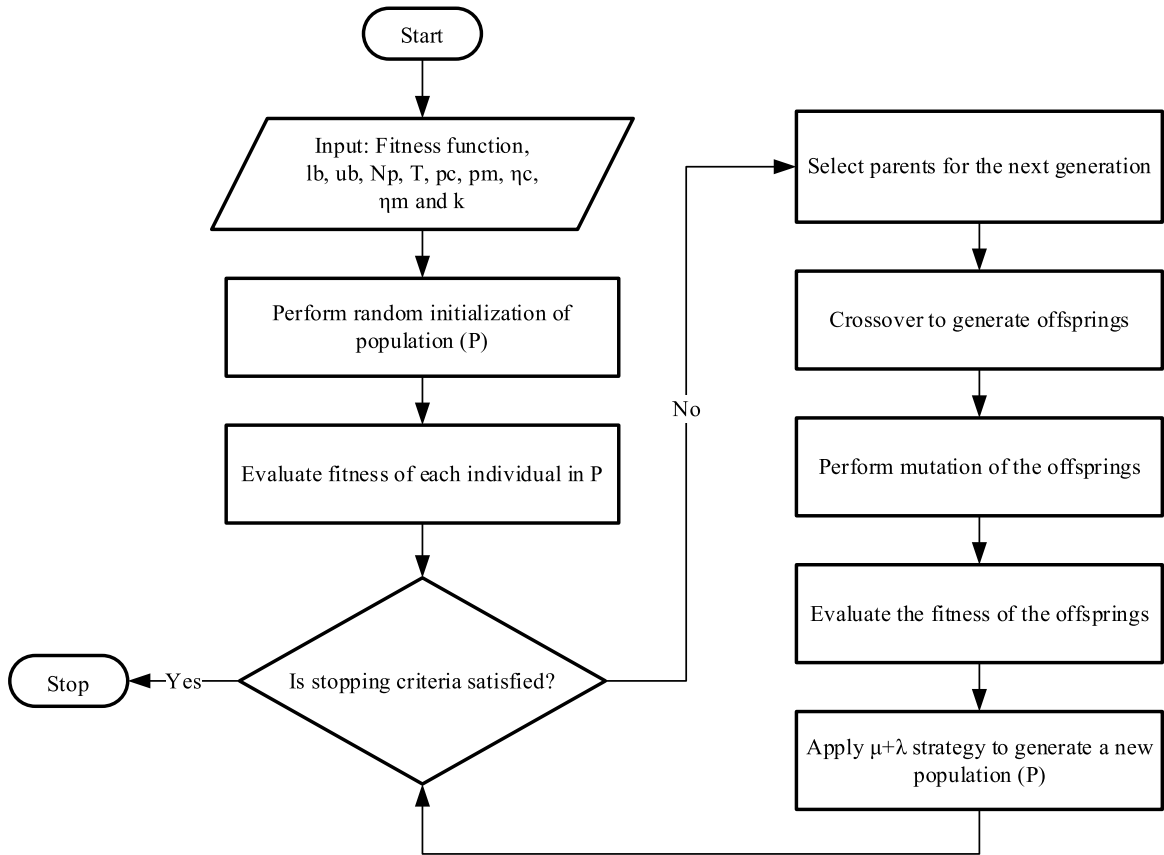 Start
Input: Fitness function,
lb, ub, Np, T, pc, pm, ηc,
ηm and k
Perform random initialization of
population (P)
Evaluate fitness of each individual in P
Is stopping criteria satisfied?
Yes
Stop
No
Select parents for the next generation
Crossover to generate offsprings
Perform mutation of the offsprings
Evaluate the fitness of the offsprings
Apply μ+λ strategy to generate a new
population (P)